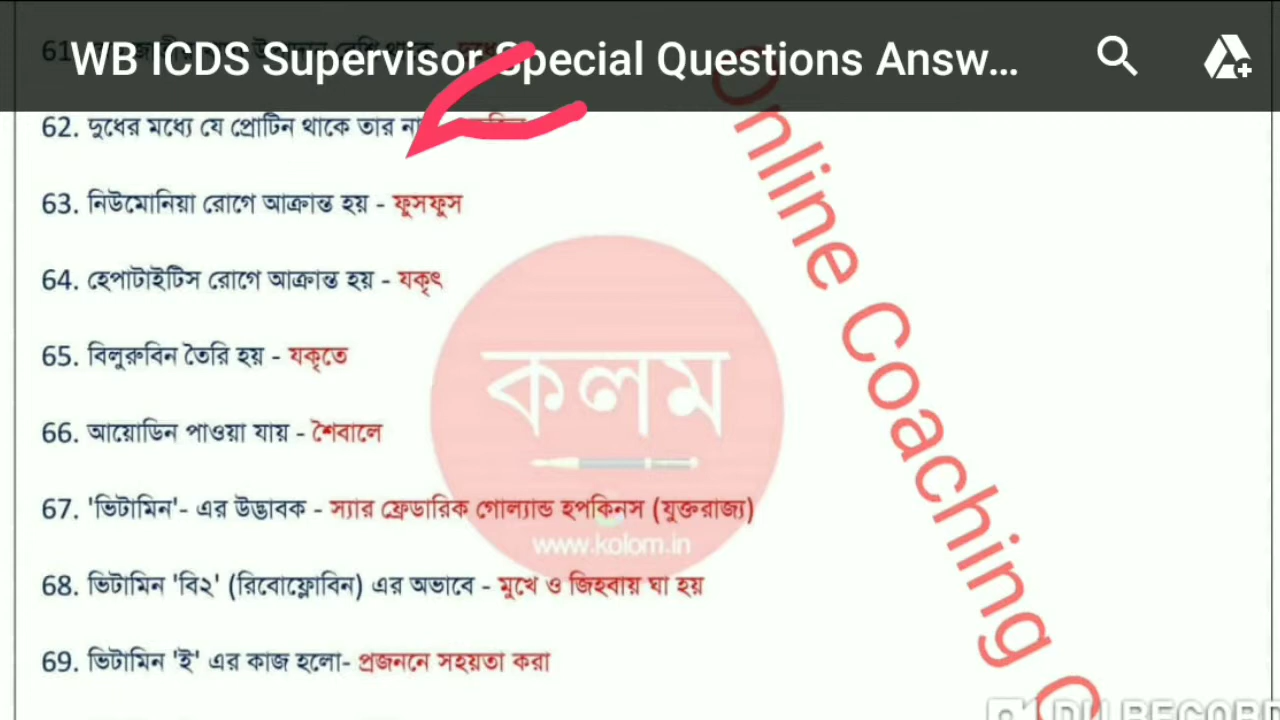 WB ICDS Supervisor Special Questions Answ...
62. দুধের মধ্যে যে প্রোটিন থাকে তার
63. নিউমোনিয়া রোগে আক্রান্ত হয় - ফুসফুস
64. হেপাটাইটিস রোগে আক্রান্ত হয় - যকৃৎ
65. বিলুরুবিন তৈরি হয় - যকৃতে
66. আয়োডিন পাওয়া যায় - শৈবালে
67. 'ভিটামিন'- এর উদ্ভাবক - স্যার ফ্রেডারিক গোল্যান্ড হপকিনস (যুক্তরাজ্য)
68. ভিটামিন 'বি২' (রিবোফ্লোবিন) এর অভাবে - মুখে ও জিহবায় ঘা হয়
69. ভিটামিন 'ই' এর কাজ হলো- প্রজননে সহয়তা করা
কলম
www.kolom.in
Online Coaching